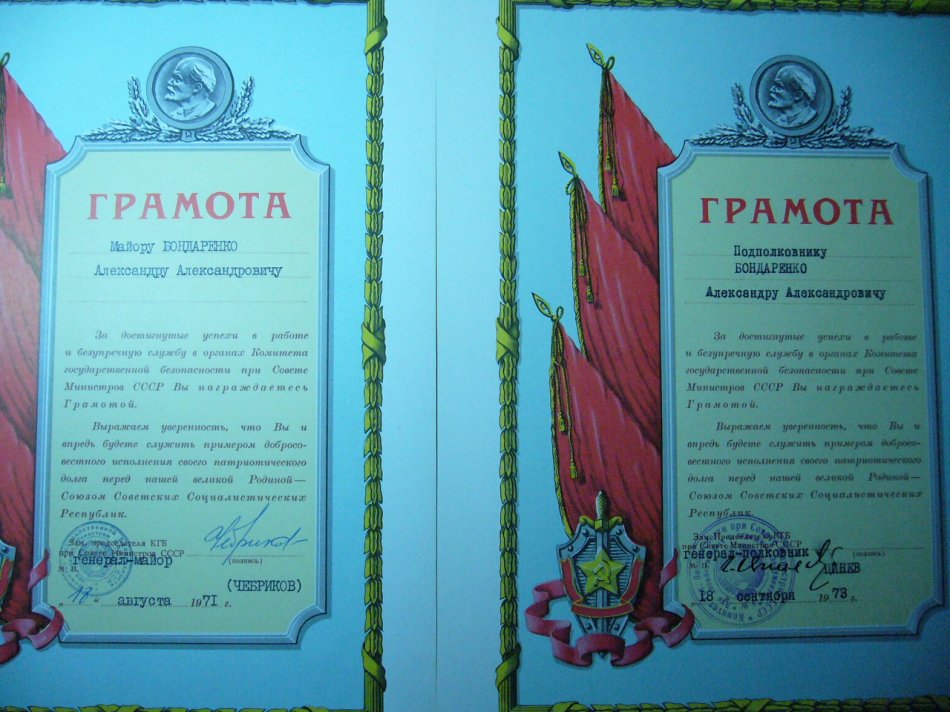 ГРАМОТА
Майору БОНДАРЕНКО
Александру Александровичу
За достигнутые успехи в работе
и безупречную службу в органах Комитета
государственной безопасности при Совете
Министров СССР Вы награждаетесь
Грамотой.
Выражаем уверенность, что Вы и
впредь будете служить примером добросо-
вестного исполнения своего патриотического
долга перед нашей великой Родиной—
Союзом Советских Социалистических
Республик.
Зам. председателя КГБ
при Совете Министров СССР
генерал-майор
(подпись)
М. П.
(ЧЕБРИКОВ)
„18" августа 1971 г.
ГРАМОТА
Подполковнику
БОНДАРЕНКО
Александру Александровичу
За достигнутые успехи в работе
и безупречную службу в органах Комитета
государственной безопасности при Совете
Министров СССР Вы награждаетесь
Грамотой.
Выражаем уверенность, что Вы и
впредь будете служить примером добросо-
вестного исполнения своего патриотического
долга перед нашей великой Родиной—
Союзом Советских Социалистических
Республик.
Зам. Председателя КГБ
при Совете Министров СССР
генерал-полковник
(подпись)
М. П. ЦИНЕВ
„18" сентября 1973 г.